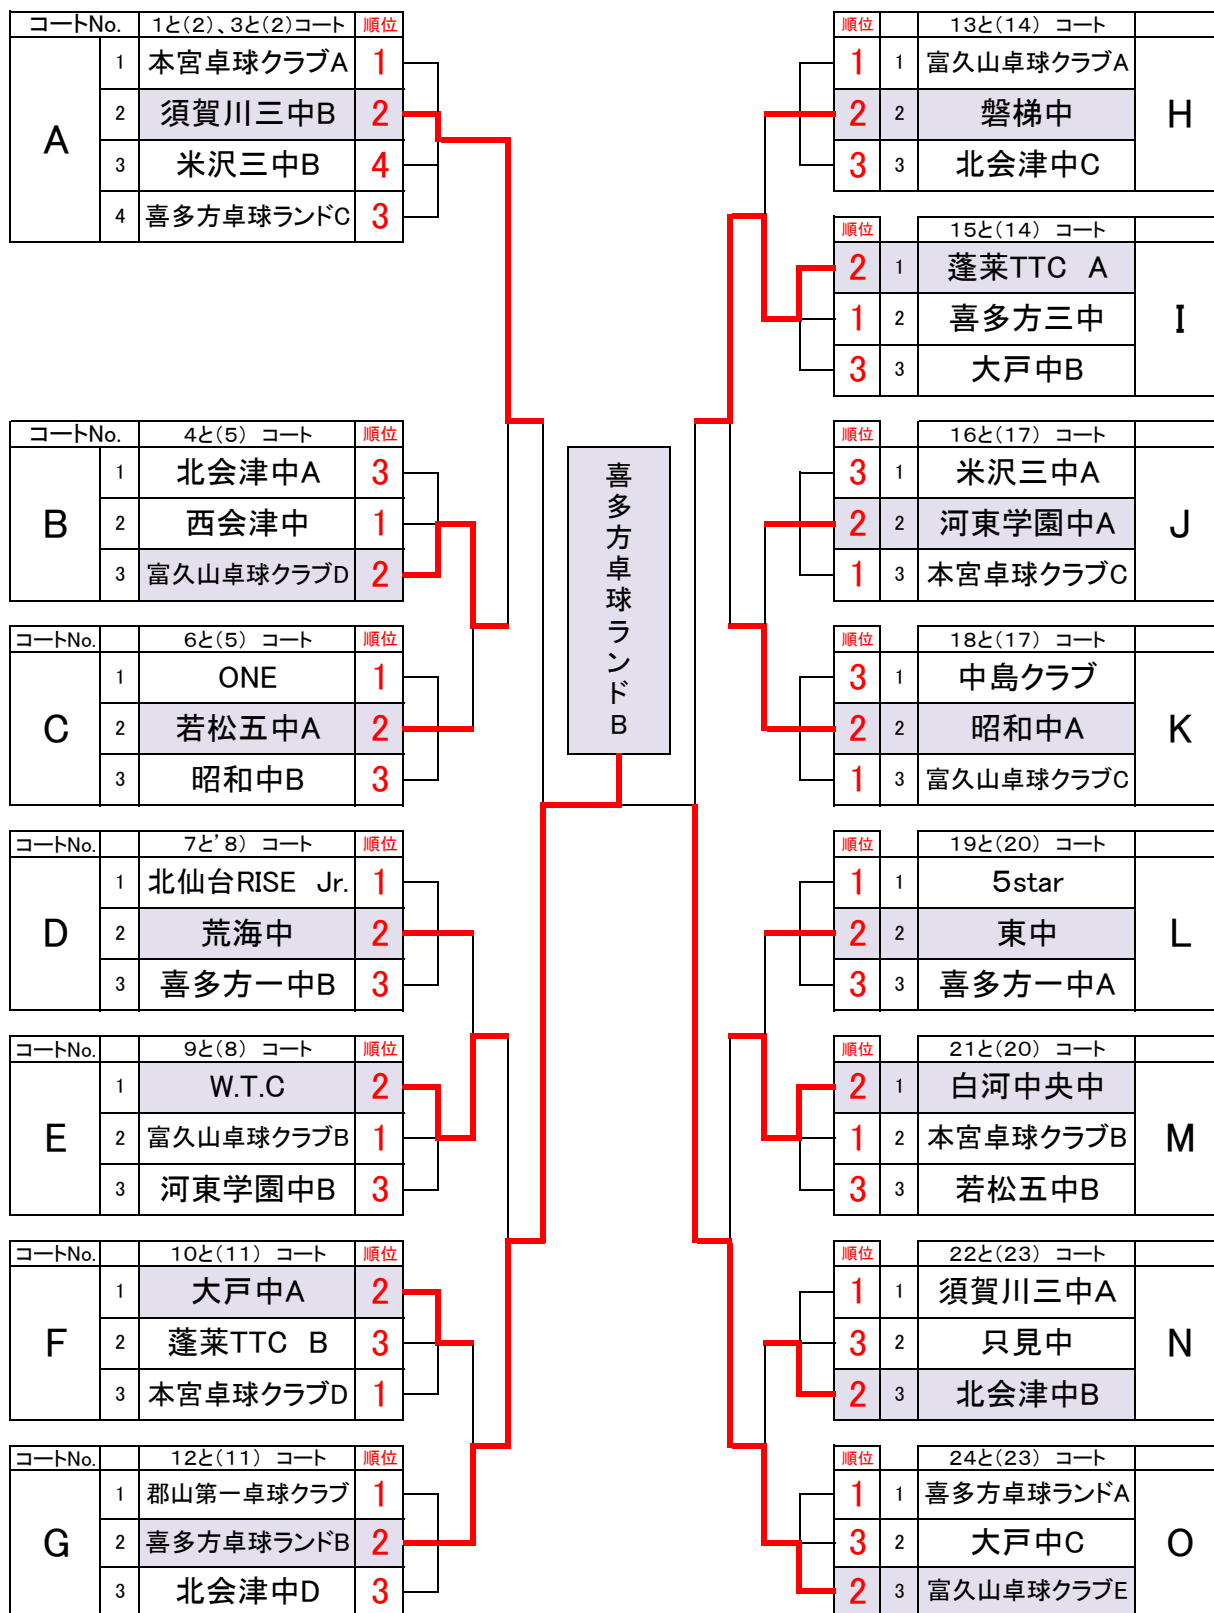 コートNo. 1と(2)、3と(2)コート 順位
A
1 本宮卓球クラブA 1
2 須賀川三中B 2
3 米沢三中B 4
4 喜多方卓球ランドC 3
コートNo. 4と(5) コート 順位
B
1 北会津中A 3
2 西会津中 1
3 富久山卓球クラブD 2
コートNo. 6と(5) コート 順位
C
1 ONE 1
2 若松五中A 2
3 昭和中B 3
コートNo. 7と'8) コート 順位
D
1 北仙台RISE Jr. 1
2 荒海中 2
3 喜多方一中B 3
コートNo. 9と(8) コート 順位
E
1 W.T.C 2
2 富久山卓球クラブB 1
3 河東学園中B 3
コートNo. 10と(11) コート 順位
F
1 大戸中A 2
2 蓬莱TTC B 3
3 本宮卓球クラブD 1
コートNo. 12と(11) コート 順位
G
1 郡山第一卓球クラブ 1
2 喜多方卓球ランドB 2
3 北会津中D 3
喜多方卓球ランドB
順位 13と(14) コート
1 1 富久山卓球クラブA
2 2 磐梯中
3 3 北会津中C
H
順位 15と(14) コート
2 1 蓬莱TTC A
1 2 喜多方三中
3 3 大戸中B
I
順位 16と(17) コート
3 1 米沢三中A
2 2 河東学園中A
1 3 本宮卓球クラブC
J
順位 18と(17) コート
3 1 中島クラブ
2 2 昭和中A
1 3 富久山卓球クラブC
K
順位 19と(20) コート
1 1 5star
2 2 東中
3 3 喜多方一中A
L
順位 21と(20) コート
2 1 白河中央中
1 2 本宮卓球クラブB
3 3 若松五中B
M
順位 22と(23) コート
1 1 須賀川三中A
3 2 只見中
2 3 北会津中B
N
順位 24と(23) コート
1 1 喜多方卓球ランドA
3 2 大戸中C
2 3 富久山卓球クラブE
O